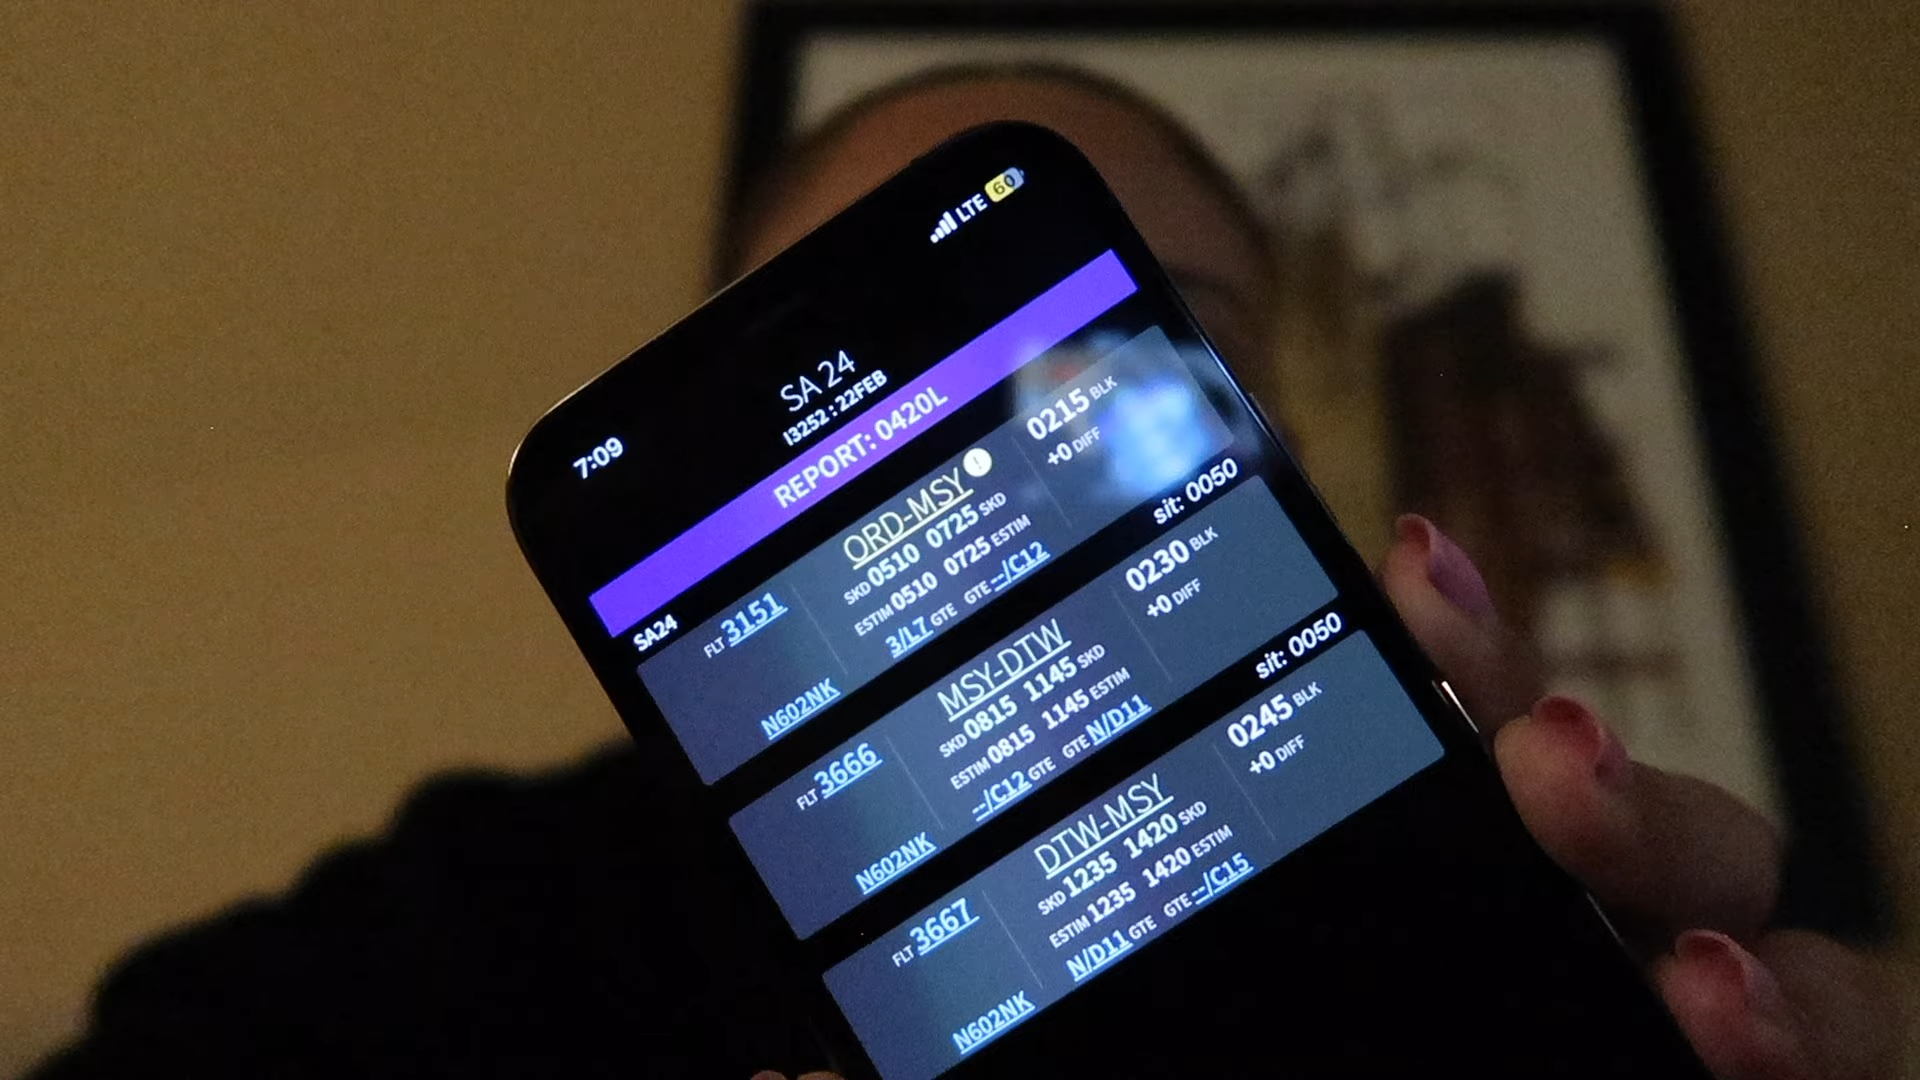 7:09
LTE 60
SA 24
I3252 : 22FEB
REPORT: 0420L
SA24
FLT 3151
N602NK
ORD-MSY !
SKD 0510 0725 SKD
ESTIM 0510 0725 ESTIM
3/L7 GTE GTE --/C12
0215 BLK
+0 DIFF
sit: 0050
FLT 3666
N602NK
MSY-DTW
SKD 0815 1145 SKD
ESTIM 0815 1145 ESTIM
--/C12 GTE GTE N/D11
0230 BLK
+0 DIFF
sit: 0050
FLT 3667
N602NK
DTW-MSY
SKD 1235 1420 SKD
ESTIM 1235 1420 ESTIM
N/D11 GTE GTE --/C15
0245 BLK
+0 DIFF